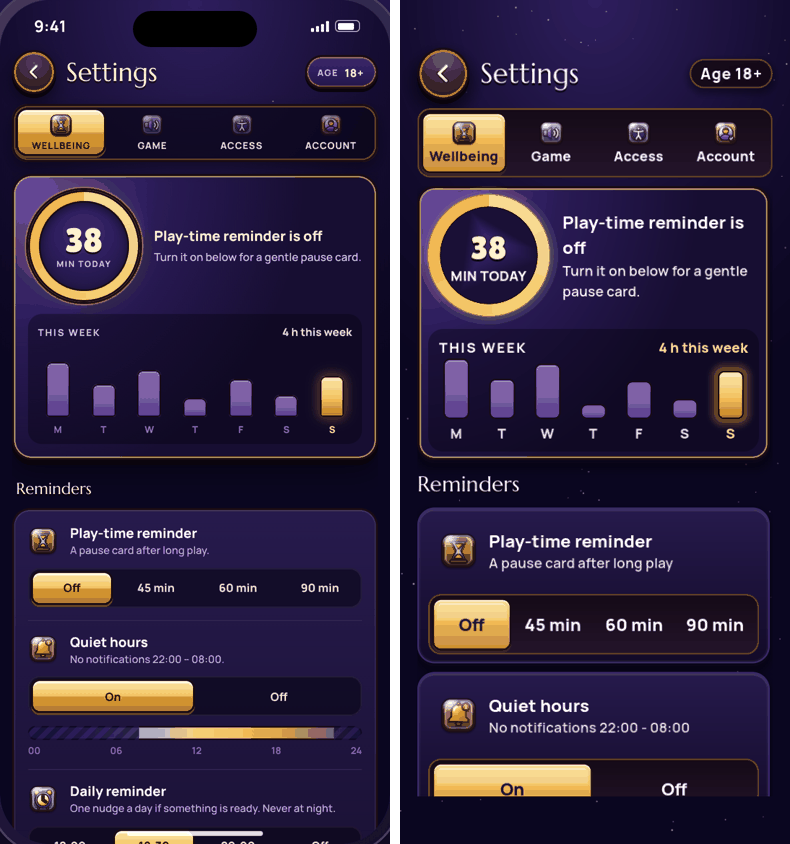 9:41
Settings
AGE 18+
WELLBEING GAME ACCESS ACCOUNT
38
MIN TODAY
Play-time reminder is off
Turn it on below for a gentle pause card.
THIS WEEK 4 h this week
M T W T F S S
Reminders
Play-time reminder
A pause card after long play.
Off 45 min 60 min 90 min
Quiet hours
No notifications 22:00 – 08:00.
On Off
00 06 12 18 24
Daily reminder
One nudge a day if something is ready. Never at night.
Off
Settings
Age 18+
Wellbeing Game Access Account
38
MIN TODAY
Play-time reminder is
off
Turn it on below for a gentle
pause card.
THIS WEEK 4 h this week
M T W T F S S
Reminders
Play-time reminder
A pause card after long play
Off 45 min 60 min 90 min
Quiet hours
No notifications 22:00 - 08:00
On Off